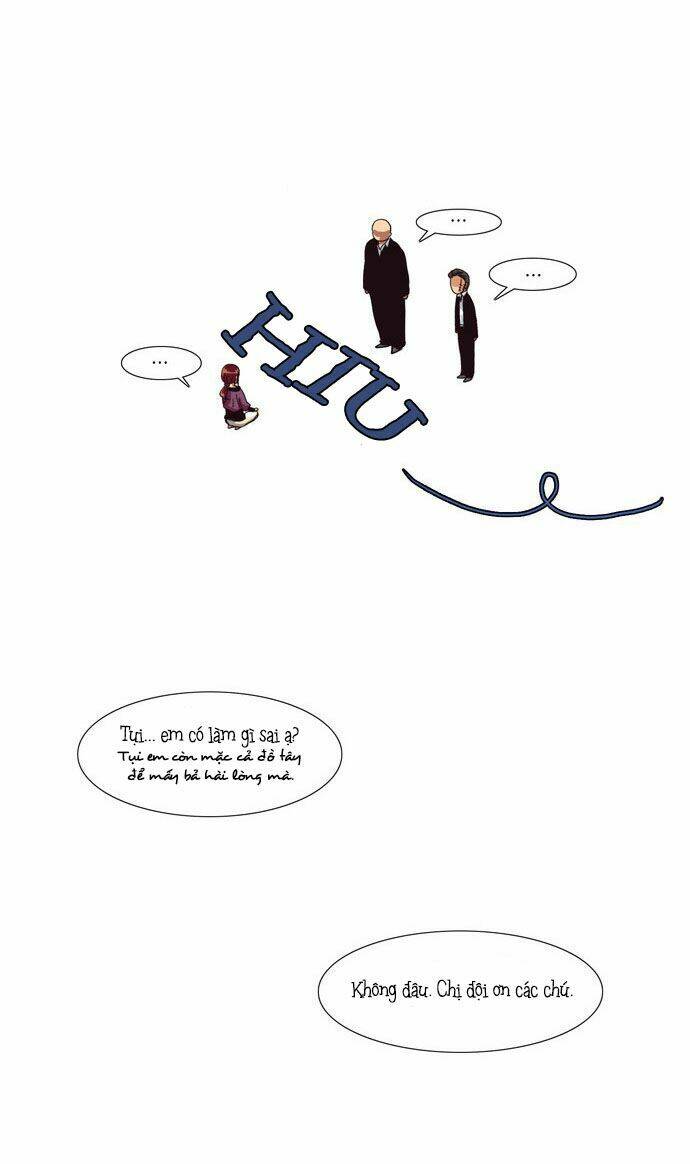 ...
...
...
HIU
Tụi... em có làm gì sai ạ?
Tụi em còn mặc cả đồ tây
để mấy bả hài lòng mà.
Không đâu. Chị đội ơn các chú.